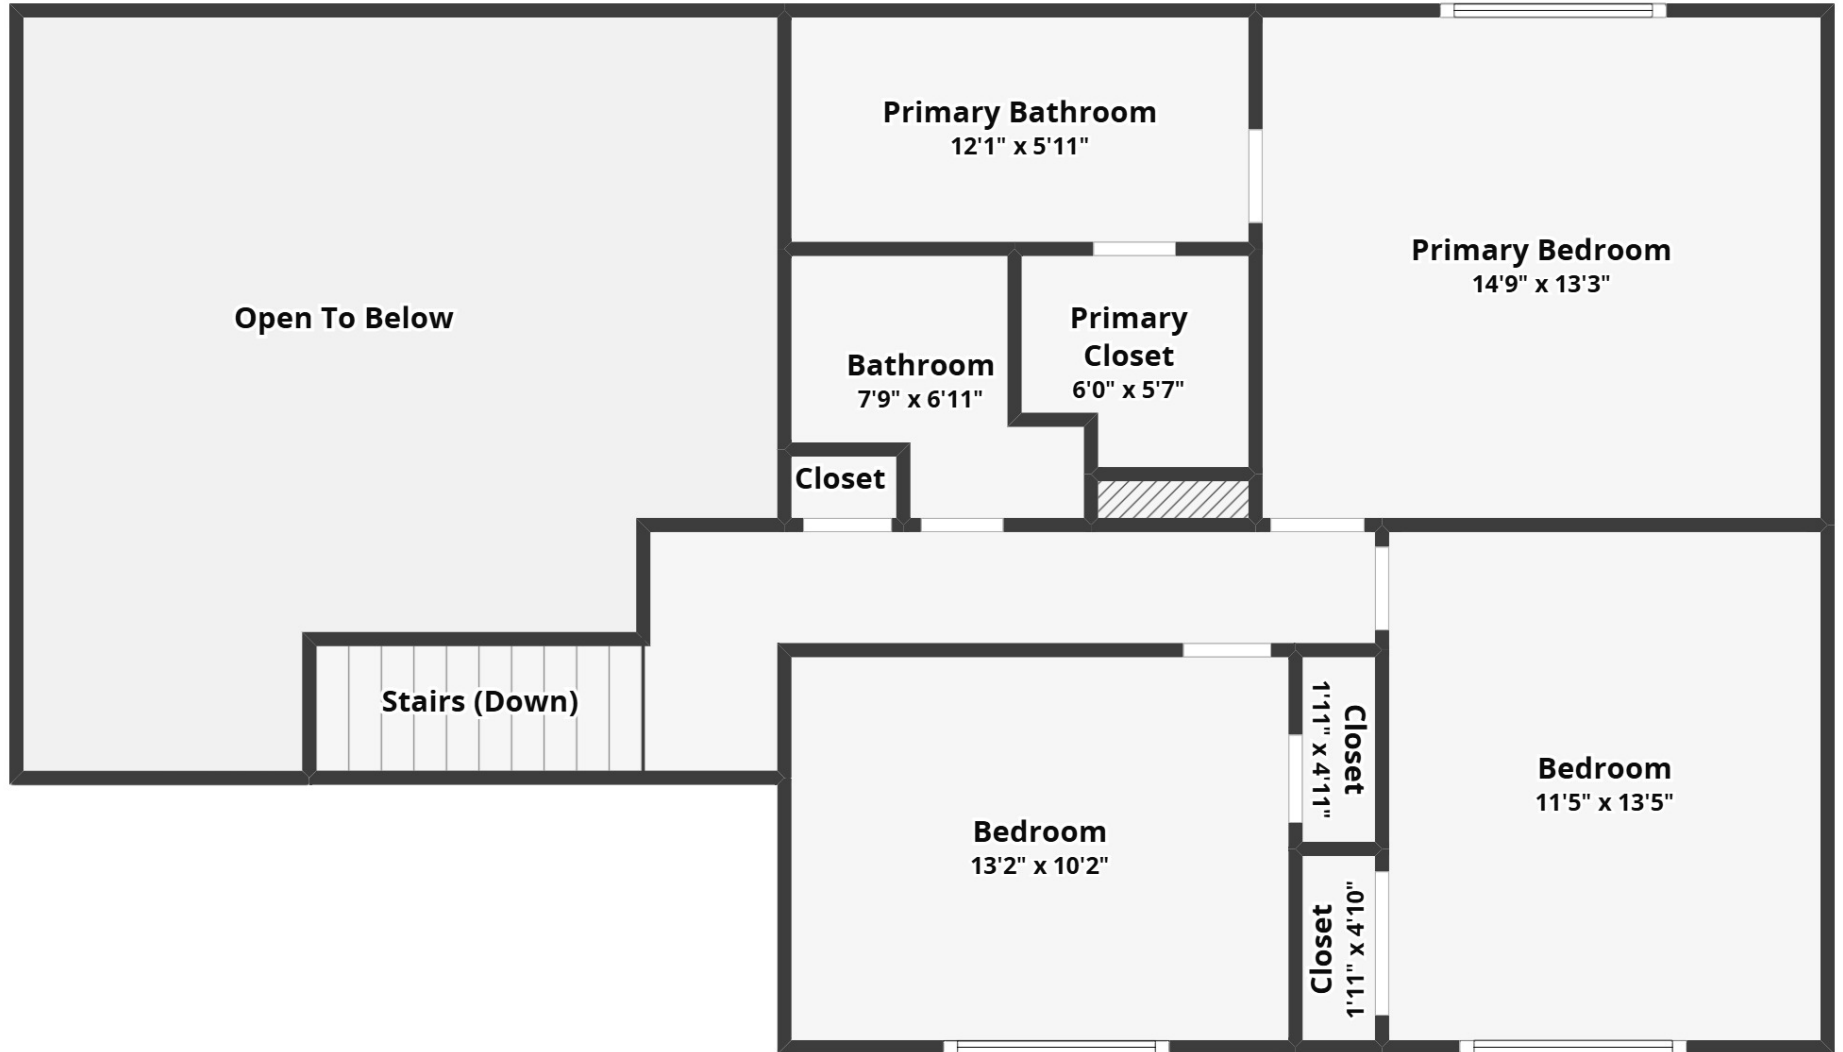 Primary Bathroom
12'1" x 5'11"
Primary Bedroom
14'9" x 13'3"
Open To Below
Primary
Closet
6'0" x 5'7"
Bathroom
7'9" x 6'11"
Closet
Stairs (Down)
Closet
1'11" x 4'11"
Bedroom
11'5" x 13'5"
Bedroom
13'2" x 10'2"
Closet
1'11" x 4'10"